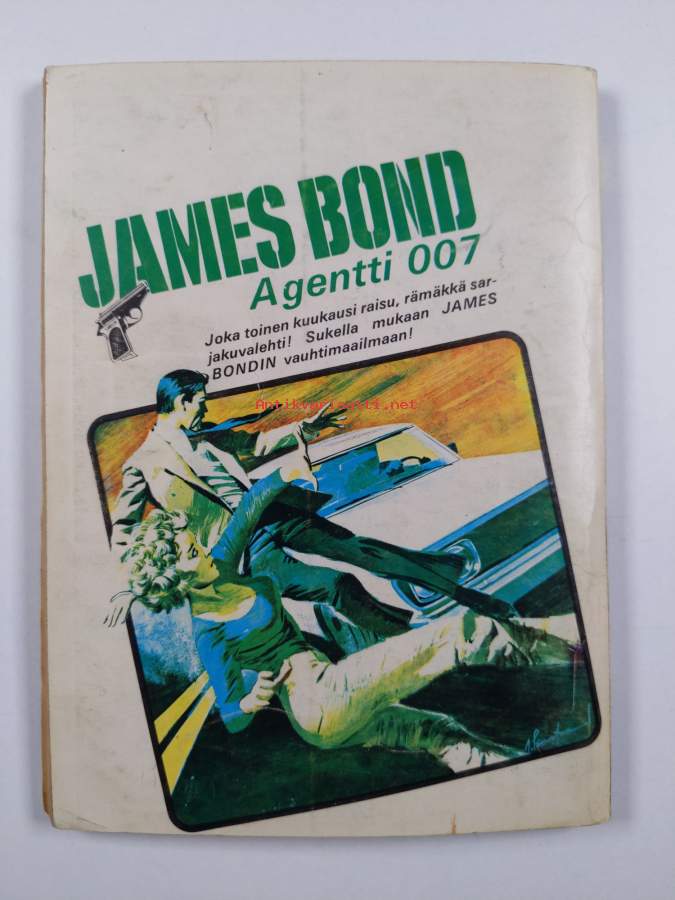 JAMES BOND
Agentti 007
Joka toinen kuukausi raisu, rämäkkä sar-
jakuvalehti! Sukella mukaan JAMES
BONDIN vauhtimaailmaan!
Antikvariaatti.net